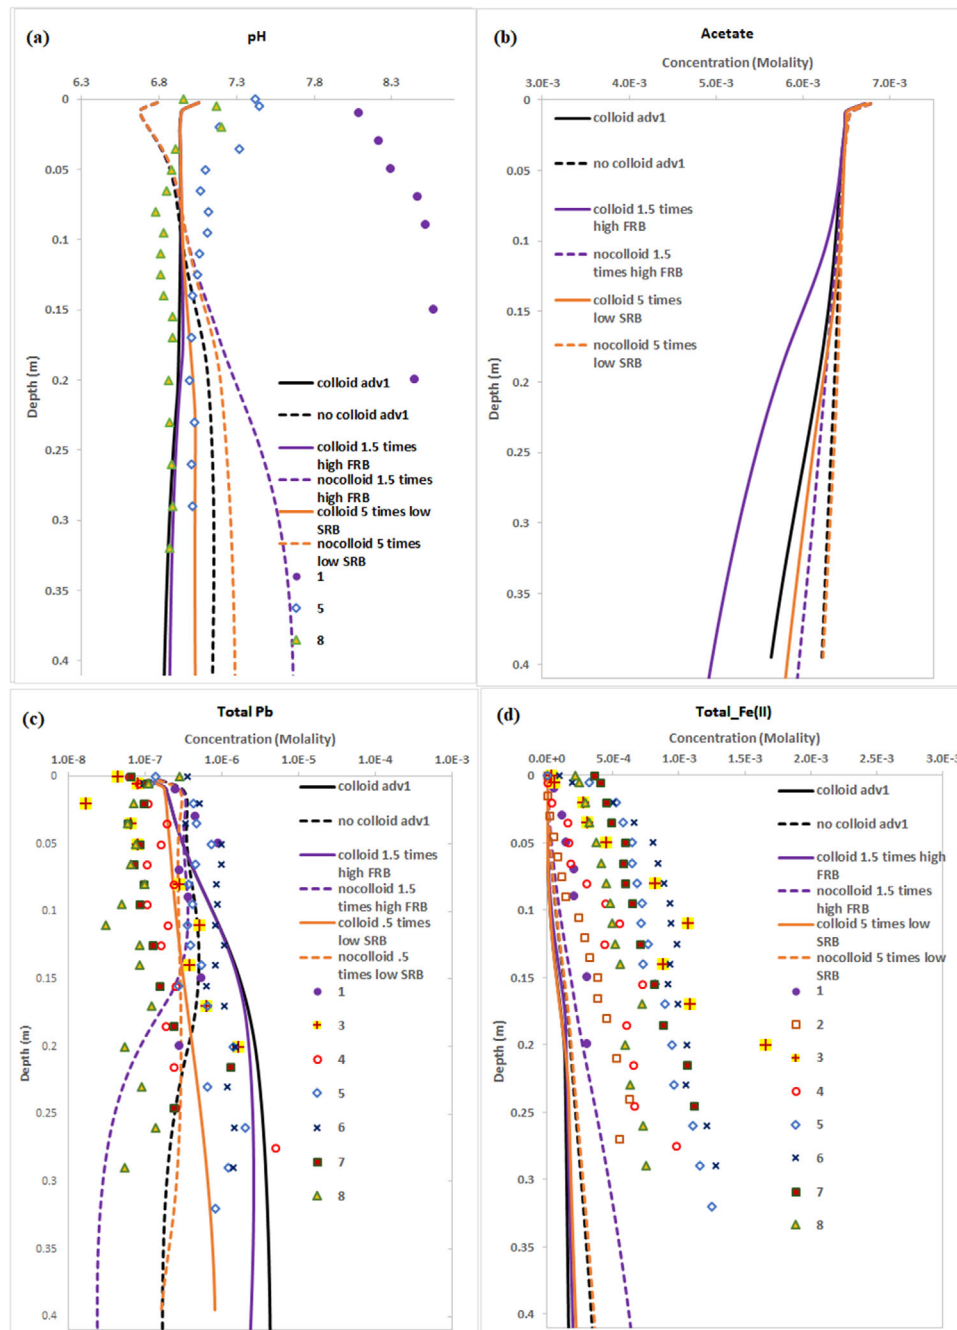 (a)
pH
6.3 6.8 7.3 7.8 8.3
0
0.05
0.1
0.15
0.2
0.25
0.3
0.35
0.4
Depth (m)
colloid adv1
no colloid adv1
colloid 1.5 times
high FRB
nocolloid 1.5 times
high FRB
colloid 5 times low
SRB
nocolloid 5 times
low SRB
1
5
8
(b)
Acetate
Concentration (Molality)
3.0E-3 4.0E-3 5.0E-3 6.0E-3 7.0E-3
0
0.05
0.1
0.15
0.2
0.25
0.3
0.35
0.4
Depth (m)
colloid adv1
no colloid adv1
colloid 1.5 times
high FRB
nocolloid 1.5
times high FRB
colloid 5 times
low SRB
nocolloid 5 times
low SRB
(c)
Total Pb
Concentration (Molality)
1.0E-8 1.0E-7 1.0E-6 1.0E-5 1.0E-4 1.0E-3
0
0.05
0.1
0.15
0.2
0.25
0.3
0.35
0.4
Depth (m)
colloid adv1
no colloid adv1
colloid 1.5 times
high FRB
nocolloid 1.5
times high FRB
colloid .5 times
low SRB
nocolloid .5
times low SRB
1
3
4
5
6
7
8
(d)
Total_Fe(II)
Concentration (Molality)
0.0E+0 5.0E-4 1.0E-3 1.5E-3 2.0E-3 2.5E-3 3.0E-3
0
0.05
0.1
0.15
0.2
0.25
0.3
0.35
0.4
Depth (m)
colloid adv1
no colloid adv1
colloid 1.5 times high
FRB
nocolloid 1.5 times
high FRB
colloid 5 times low
SRB
nocolloid 5 times low
SRB
1
2
3
4
5
6
7
8